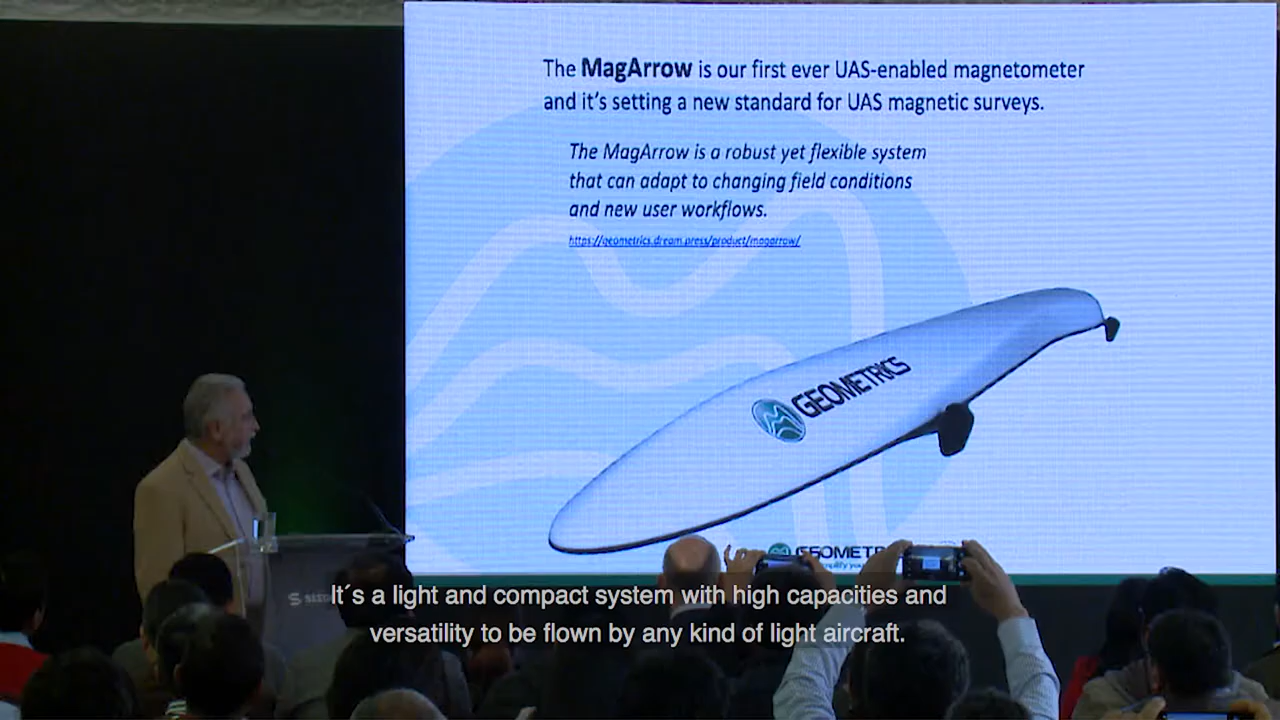 The MagArrow is our first ever UAS-enabled magnetometer
and it's setting a new standard for UAS magnetic surveys.
The MagArrow is a robust yet flexible system
that can adapt to changing field conditions
and new user workflows.
https://geometrics.dream.press/product/magarrow/
GEOMETRICS
It´s a light and compact system with high capacities and
versatility to be flown by any kind of light aircraft.